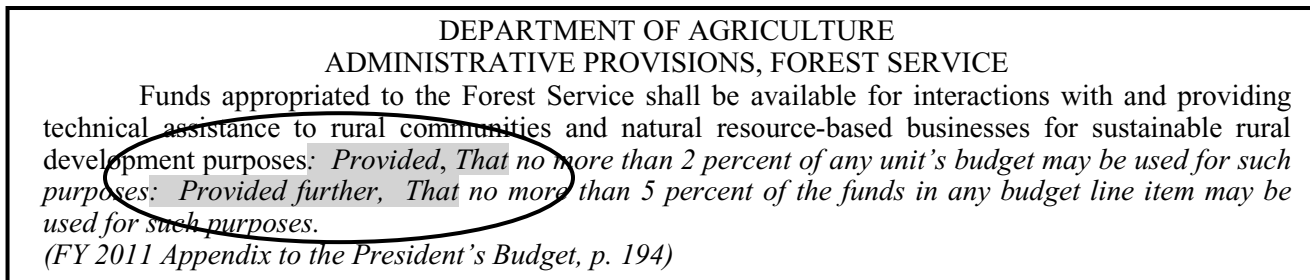 DEPARTMENT OF AGRICULTURE
ADMINISTRATIVE PROVISIONS, FOREST SERVICE
Funds appropriated to the Forest Service shall be available for interactions with and providing
technical assistance to rural communities and natural resource-based businesses for sustainable rural
development purposes: Provided, That no more than 2 percent of any unit's budget may be used for such
purposes: Provided further, That no more than 5 percent of the funds in any budget line item may be
used for such purposes.
(FY 2011 Appendix to the President's Budget, p. 194)